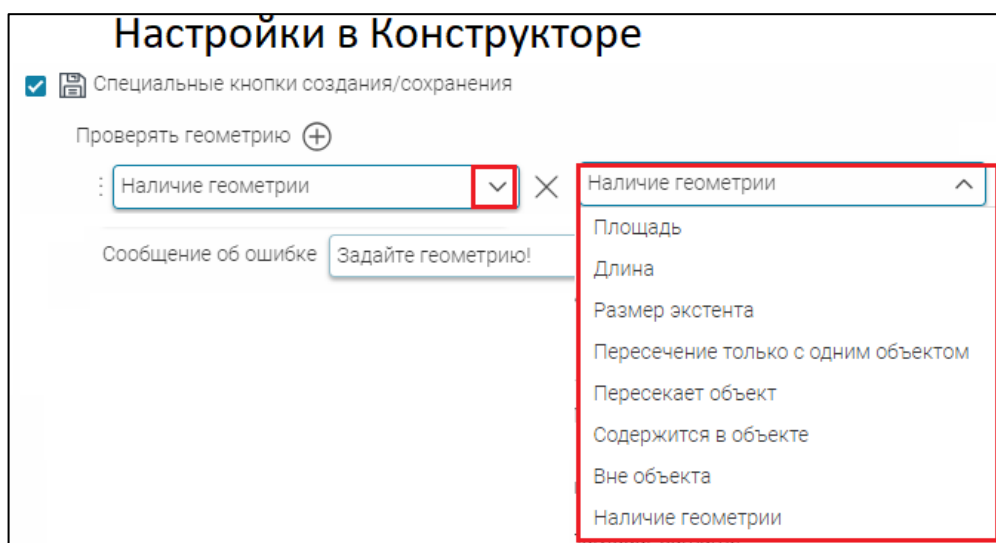 Настройки в Конструкторе
Специальные кнопки создания/сохранения
Проверять геометрию
Наличие геометрии
Сообщение об ошибке Задайте геометрию!
Наличие геометрии
Площадь
Длина
Размер экстента
Пересечение только с одним объектом
Пересекает объект
Содержится в объекте
Вне объекта
Наличие геометрии